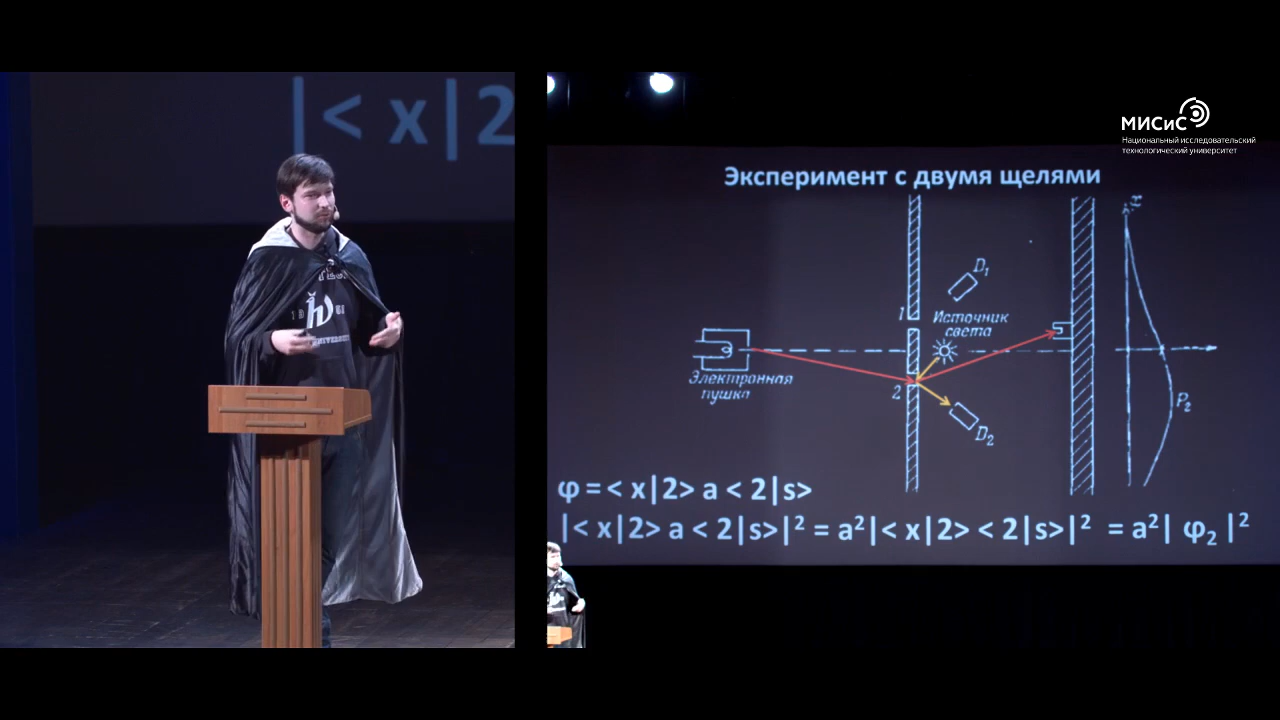 |< x|2
МИСиС
Национальный исследовательский
технологический университет
Эксперимент с двумя щелями
x
D₁
1
Источник
света
Электронная
пушка
2
D₂
P₂
φ = < x|2> a < 2|s>
|< x|2> a < 2|s>|² = a²|< x|2> < 2|s>|² = a²| φ₂ |²